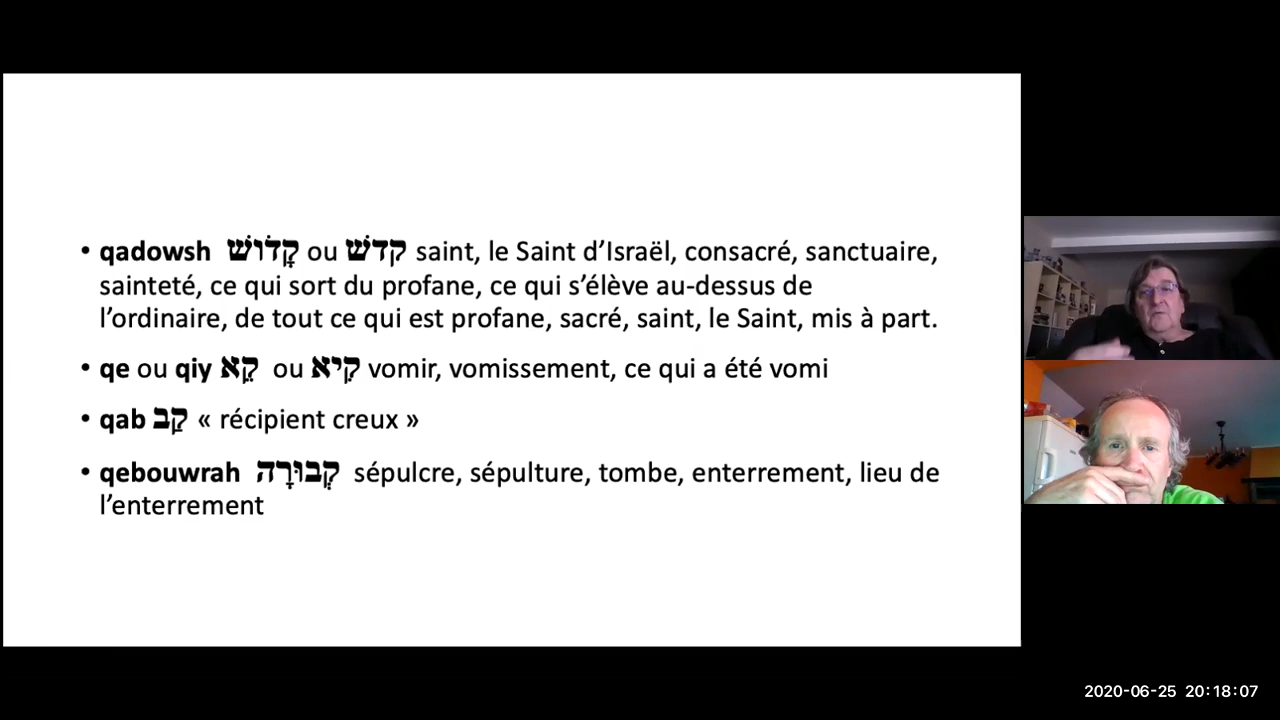 • qadowsh קָדֹושׁ ou קדשׁ saint, le Saint d’Israël, consacré, sanctuaire,
sainteté, ce qui sort du profane, ce qui s’élève au-dessus de
l’ordinaire, de tout ce qui est profane, sacré, saint, le Saint, mis à part.
• qe ou qiy קֵא ou קִיא vomir, vomissement, ce qui a été vomi
• qab קַב « récipient creux »
• qebouwrah קְבוּרָה sépulcre, sépulture, tombe, enterrement, lieu de
l’enterrement
2020-06-25 20:18:07